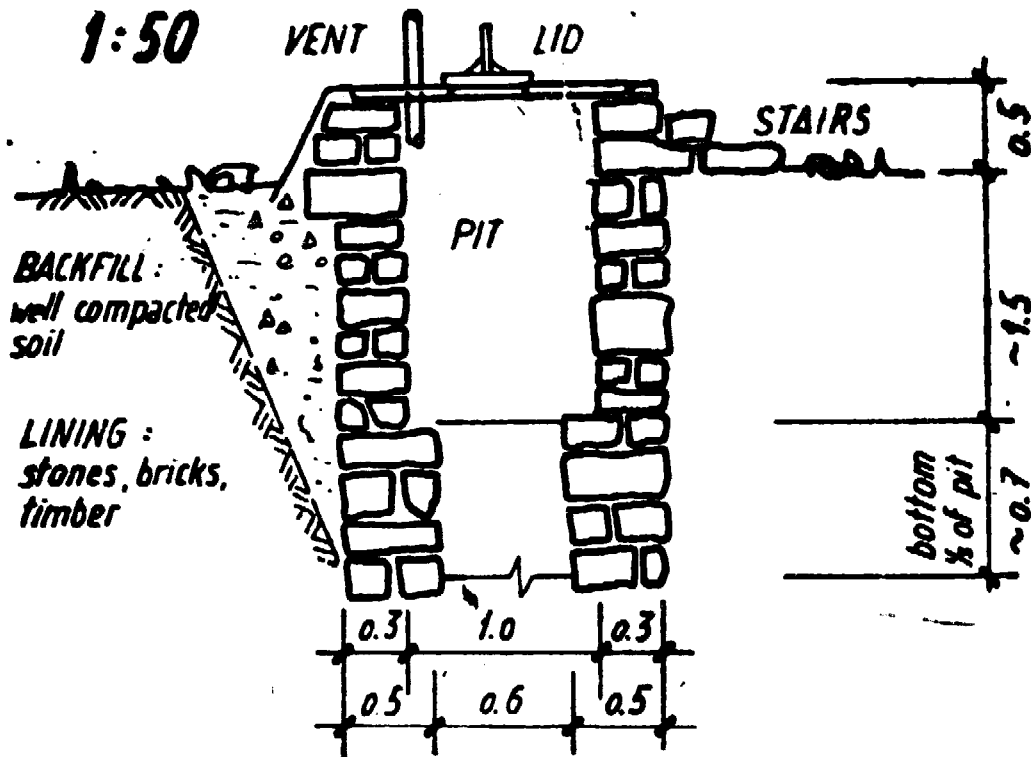 1:50
VENT
LID
STAIRS
0.5
PIT
BACKFILL:
well compacted
soil
~1.5
LINING:
stones, bricks,
timber
bottom
⅓ of pit
~0.7
0.3 1.0 0.3
0.5 0.6 0.5